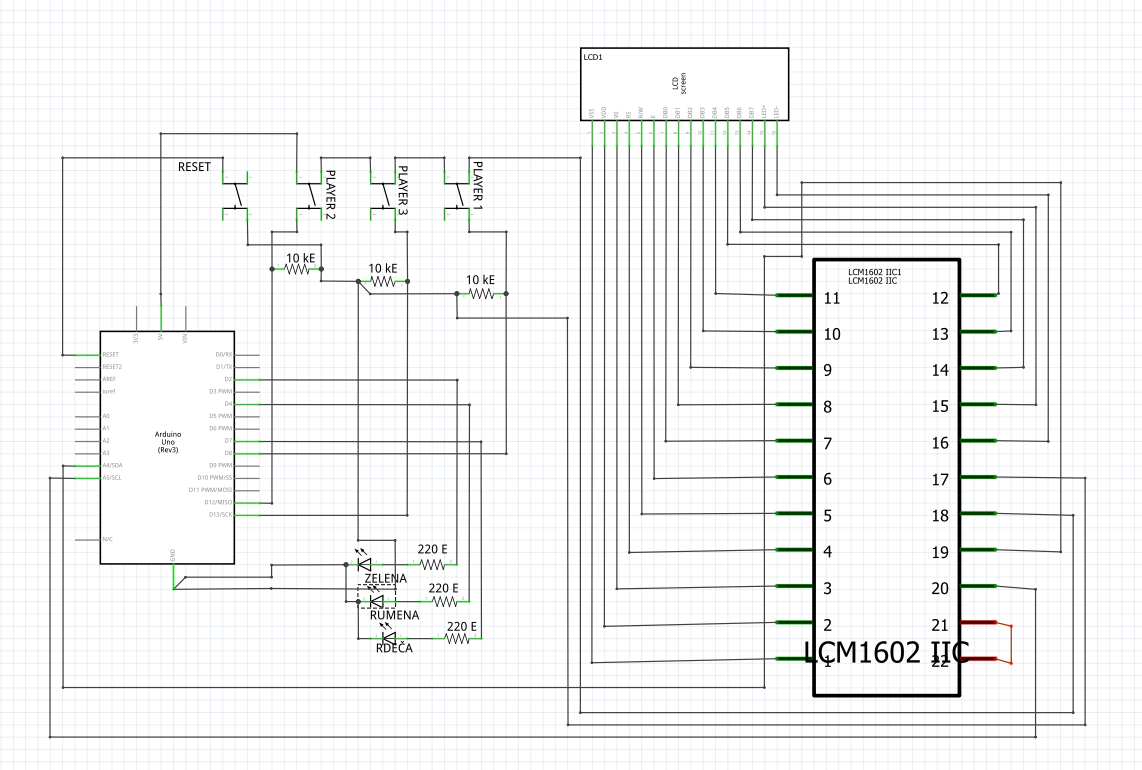 LCD1
LCD
screen
VSS
VDD
RS
R/W
E
DB0
DB1
DB2
DB3
DB4
DB5
DB6
DB7
LED+
LED-
RESET
PLAYER 2
PLAYER 3
PLAYER 1
10 kE
10 kE
10 kE
3V3
5V
VIN
RESET
RESET2
AREF
ioref
A0
A1
A2
A3
A4/SDA
A5/SCL
N/C
GND
Arduino
Uno
(Rev3)
D0/RX
D1/TX
D2
D3 PWM
D4
D5 PWM
D6 PWM
D7
D8
D9 PWM
D10 PWM/SS
D11 PWM/MOSI
D12/MISO
D13/SCK
220 E
ZELENA
220 E
RUMENA
220 E
RDEČA
LCM1602 IIC1
LCM1602 IIC
11 12
10 13
9 14
8 15
7 16
6 17
5 18
4 19
3 20
2 21
1 22
LCM1602 IIC